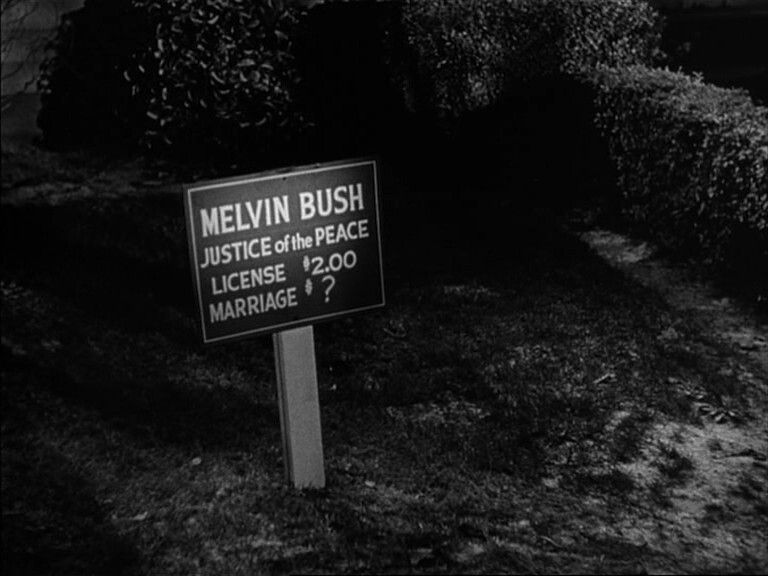 MELVIN BUSH
JUSTICE of the PEACE
LICENSE $2.00
MARRIAGE $ ?